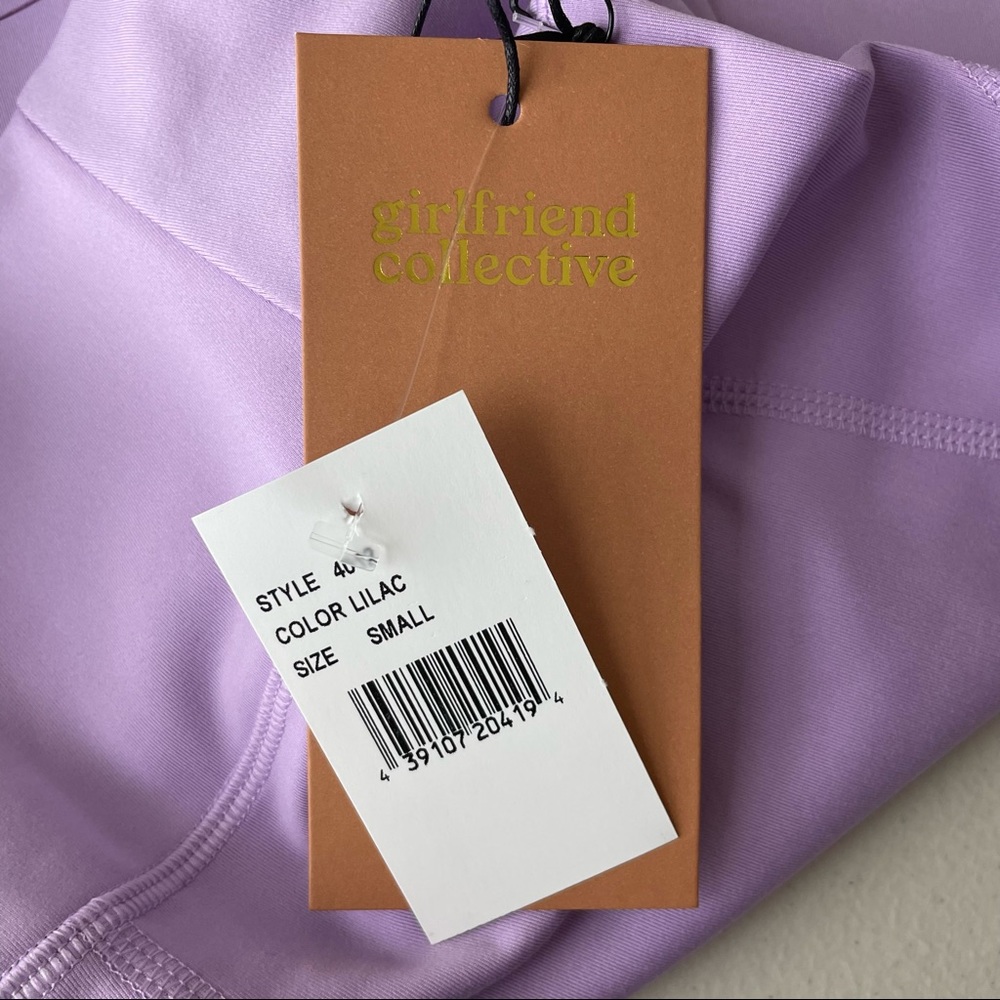 girlfriend
collective
STYLE
COLOR LILAC
SIZE SMALL
4 39107 20419 4